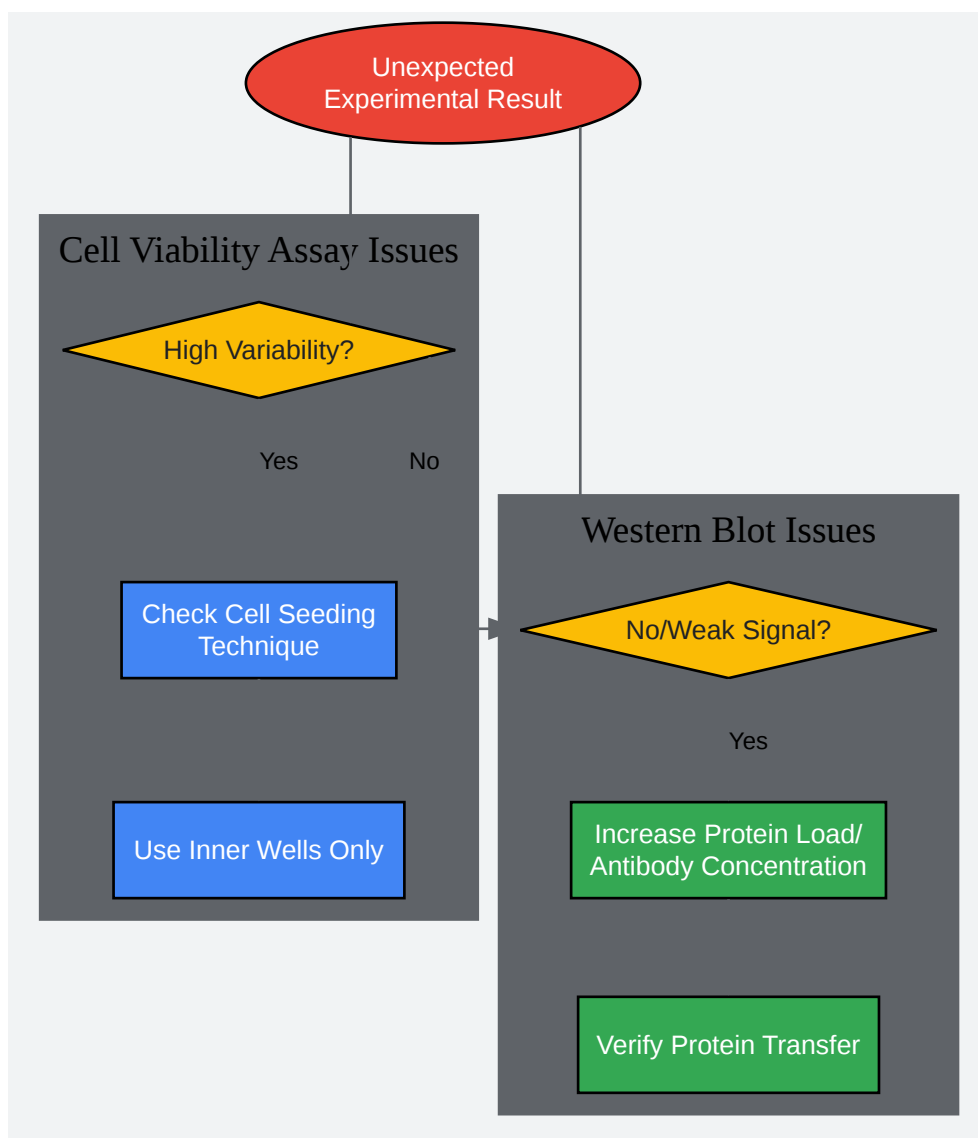 Unexpected
Experimental Result
Cell Viability Assay Issues
High Variability?
Yes
No
Western Blot Issues
Check Cell Seeding
Technique
No/Weak Signal?
Yes
Use Inner Wells Only
Increase Protein Load/
Antibody Concentration
Verify Protein Transfer